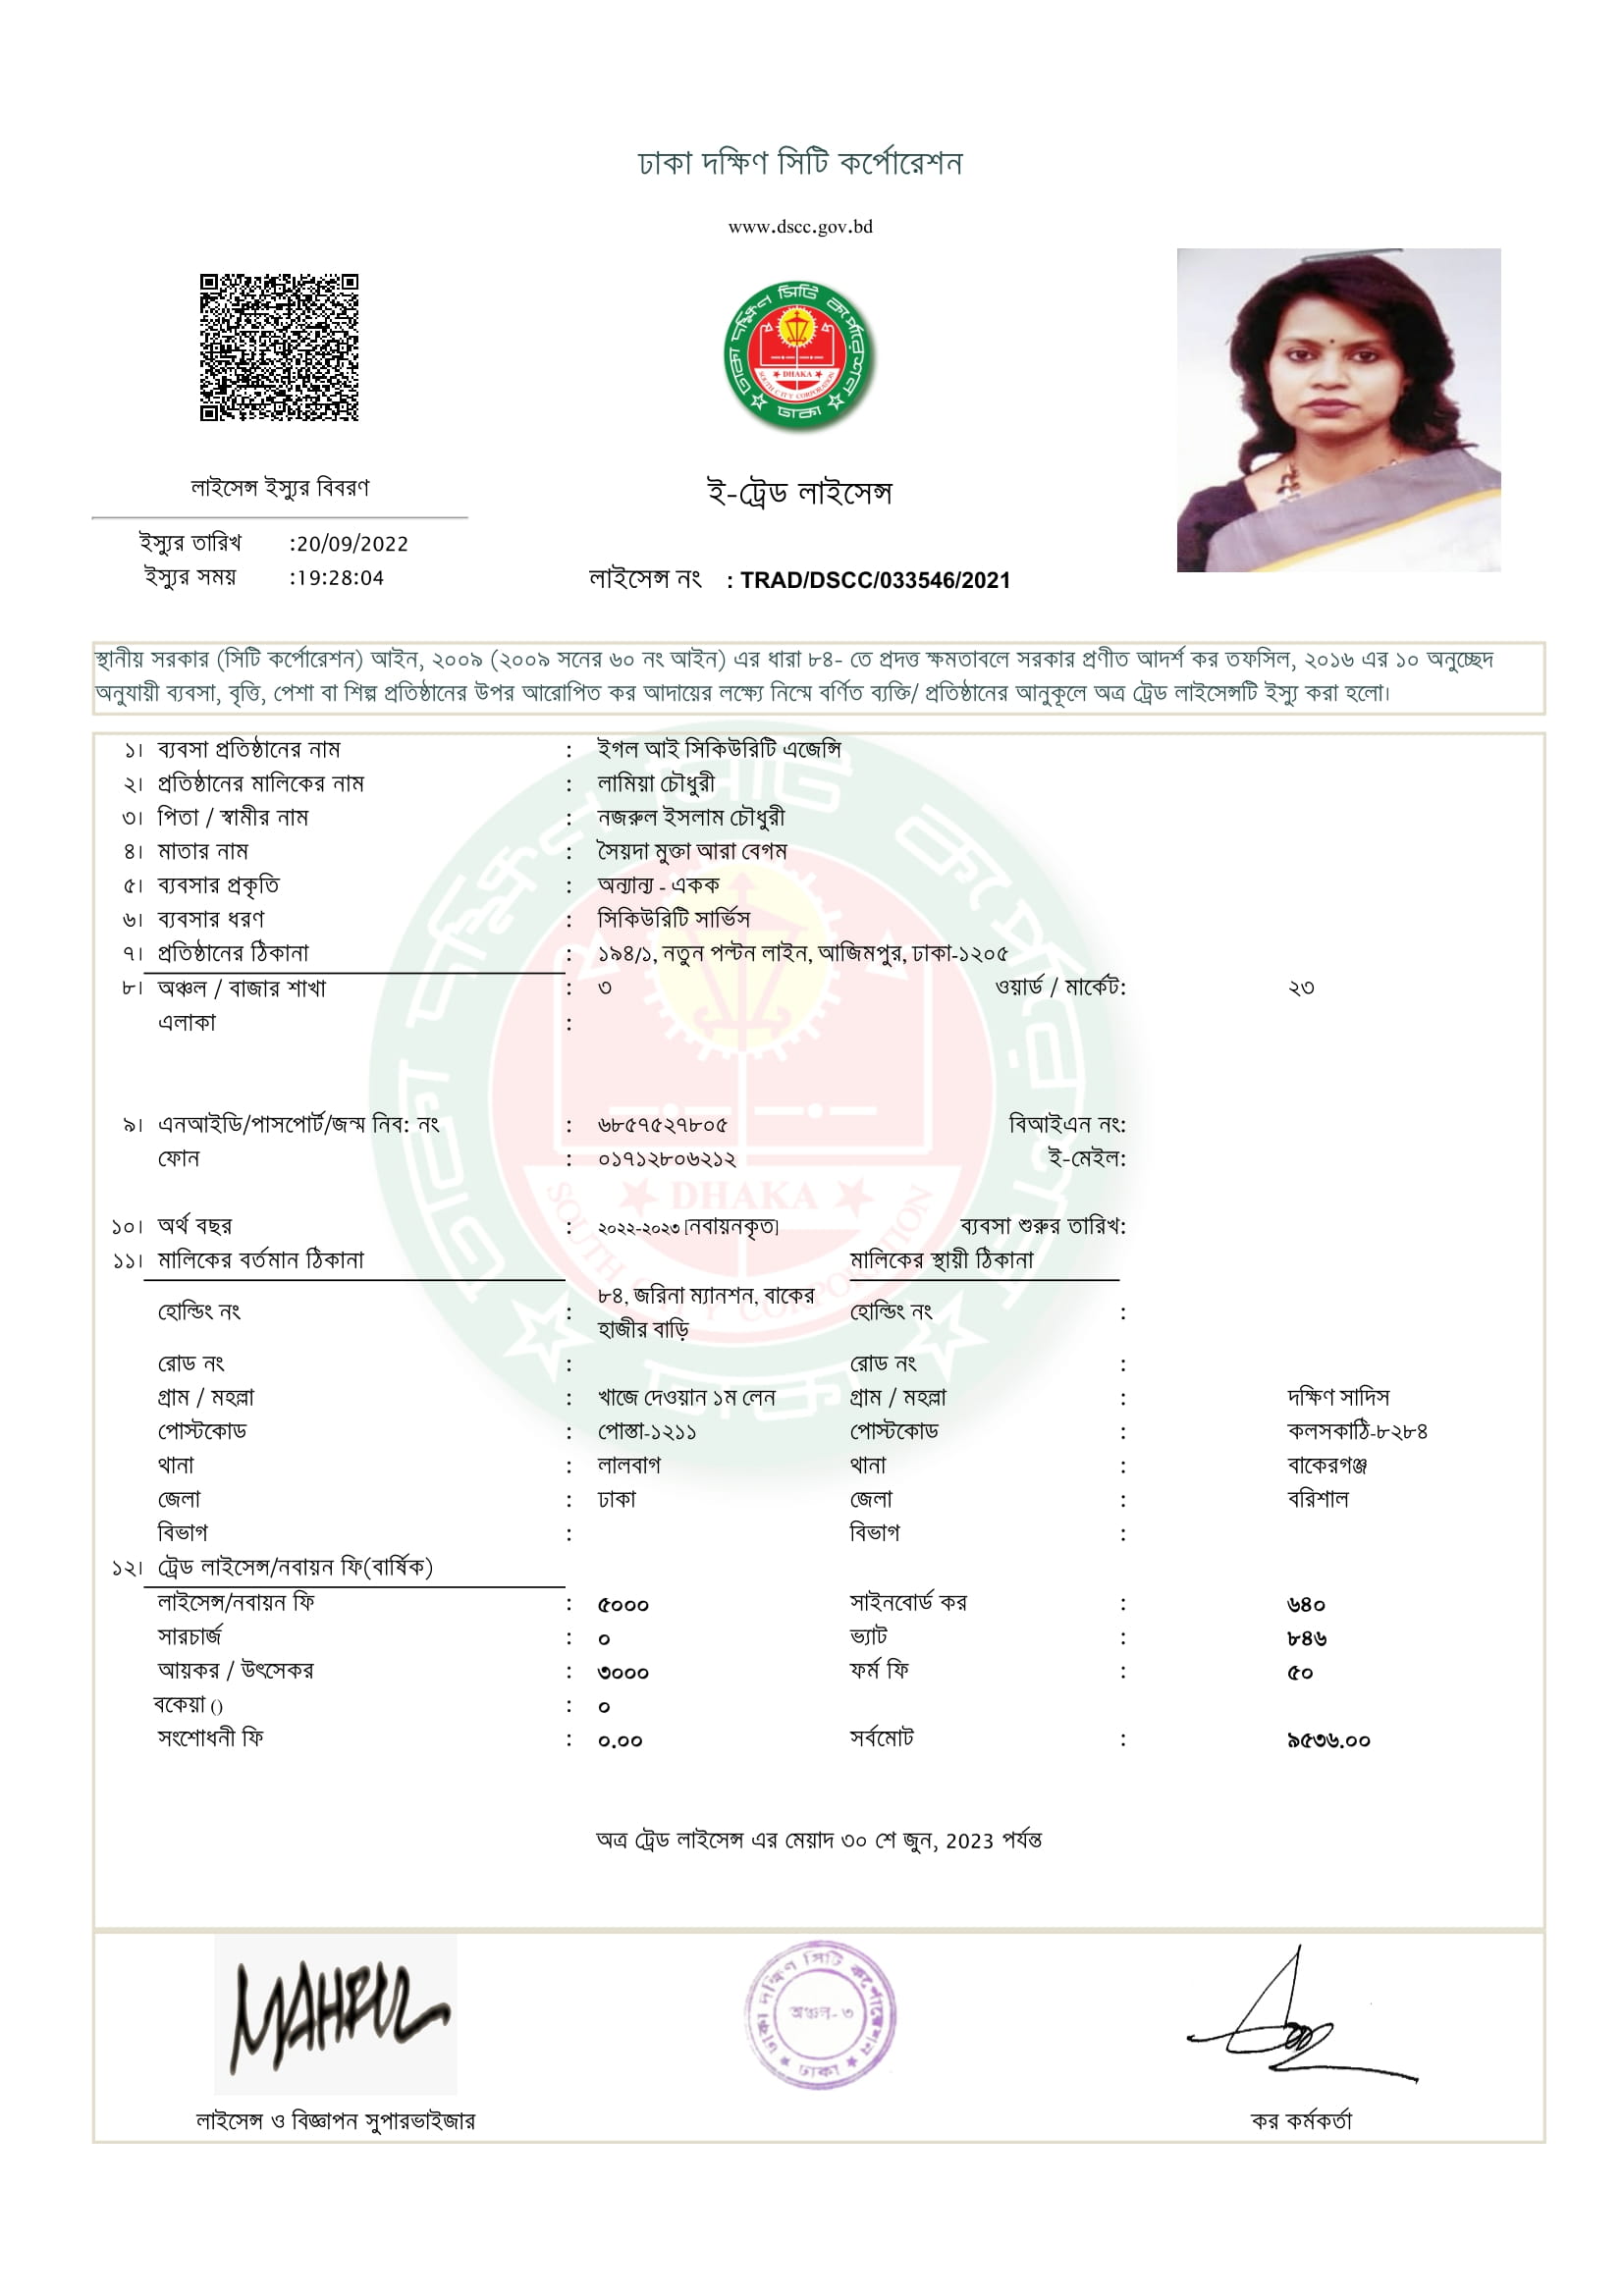 ঢাকা দক্ষিণ সিটি কর্পোরেশন
www.dscc.gov.bd
ঢাকা দক্ষিণ সিটি কর্পোরেশন
DHAKA
SOUTH CITY CORPORATION
ঢাকা
লাইসেন্স ইস্যুর বিবরণ
ই-ট্রেড লাইসেন্স
ইস্যুর তারিখ :20/09/2022
ইস্যুর সময় :19:28:04
লাইসেন্স নং : TRAD/DSCC/033546/2021
স্থানীয় সরকার (সিটি কর্পোরেশন) আইন, ২০০৯ (২০০৯ সনের ৬০ নং আইন) এর ধারা ৮৪- তে প্রদত্ত ক্ষমতাবলে সরকার প্রণীত আদর্শ কর তফসিল, ২০১৬ এর ১০ অনুচ্ছেদ
অনুযায়ী ব্যবসা, বৃত্তি, পেশা বা শিল্প প্রতিষ্ঠানের উপর আরোপিত কর আদায়ের লক্ষ্যে নিম্মে বর্ণিত ব্যক্তি/ প্রতিষ্ঠানের আনুকূলে অত্র ট্রেড লাইসেন্সটি ইস্যু করা হলো।
১। ব্যবসা প্রতিষ্ঠানের নাম : ইগল আই সিকিউরিটি এজেন্সি
২। প্রতিষ্ঠানের মালিকের নাম : লামিয়া চৌধুরী
৩। পিতা / স্বামীর নাম : নজরুল ইসলাম চৌধুরী
৪। মাতার নাম : সৈয়দা মুক্তা আরা বেগম
৫। ব্যবসার প্রকৃতি : অন্যান্য - একক
৬। ব্যবসার ধরণ : সিকিউরিটি সার্ভিস
৭। প্রতিষ্ঠানের ঠিকানা : ১৯৪/১, নতুন পল্টন লাইন, আজিমপুর, ঢাকা-১২০৫
৮। অঞ্চল / বাজার শাখা : ৩ ওয়ার্ড / মার্কেট: ২৩
এলাকা :
৯। এনআইডি/পাসপোর্ট/জন্ম নিব: নং : ৬৮৫৭৫২৭৮০৫ বিআইএন নং:
ফোন : ০১৭১২৮০৬২১২ ই-মেইল:
১০। অর্থ বছর : ২০২২-২০২৩ [নবায়নকৃত] ব্যবসা শুরুর তারিখ:
১১। মালিকের বর্তমান ঠিকানা মালিকের স্থায়ী ঠিকানা
হোল্ডিং নং : ৮৪, জরিনা ম্যানশন, বাকের হোল্ডিং নং :
হাজীর বাড়ি
রোড নং : রোড নং :
গ্রাম / মহল্লা : খাজে দেওয়ান ১ম লেন গ্রাম / মহল্লা : দক্ষিণ সাদিস
পোস্টকোড : পোস্তা-১২১১ পোস্টকোড : কলসকাঠি-৮২৮৪
থানা : লালবাগ থানা : বাকেরগঞ্জ
জেলা : ঢাকা জেলা : বরিশাল
বিভাগ : বিভাগ :
১২। ট্রেড লাইসেন্স/নবায়ন ফি(বার্ষিক)
লাইসেন্স/নবায়ন ফি : ৫০০০ সাইনবোর্ড কর : ৬৪০
সারচার্জ : ০ ভ্যাট : ৮৪৬
আয়কর / উৎসেকর : ৩০০০ ফর্ম ফি : ৫০
বকেয়া () : ০
সংশোধনী ফি : ০.০০ সর্বমোট : ৯৫৩৬.০০
অত্র ট্রেড লাইসেন্স এর মেয়াদ ৩০ শে জুন, 2023 পর্যন্ত
ঢাকা দক্ষিণ সিটি কর্পোরেশন
অঞ্চল- ৩
ঢাকা
লাইসেন্স ও বিজ্ঞাপন সুপারভাইজার
কর কর্মকর্তা